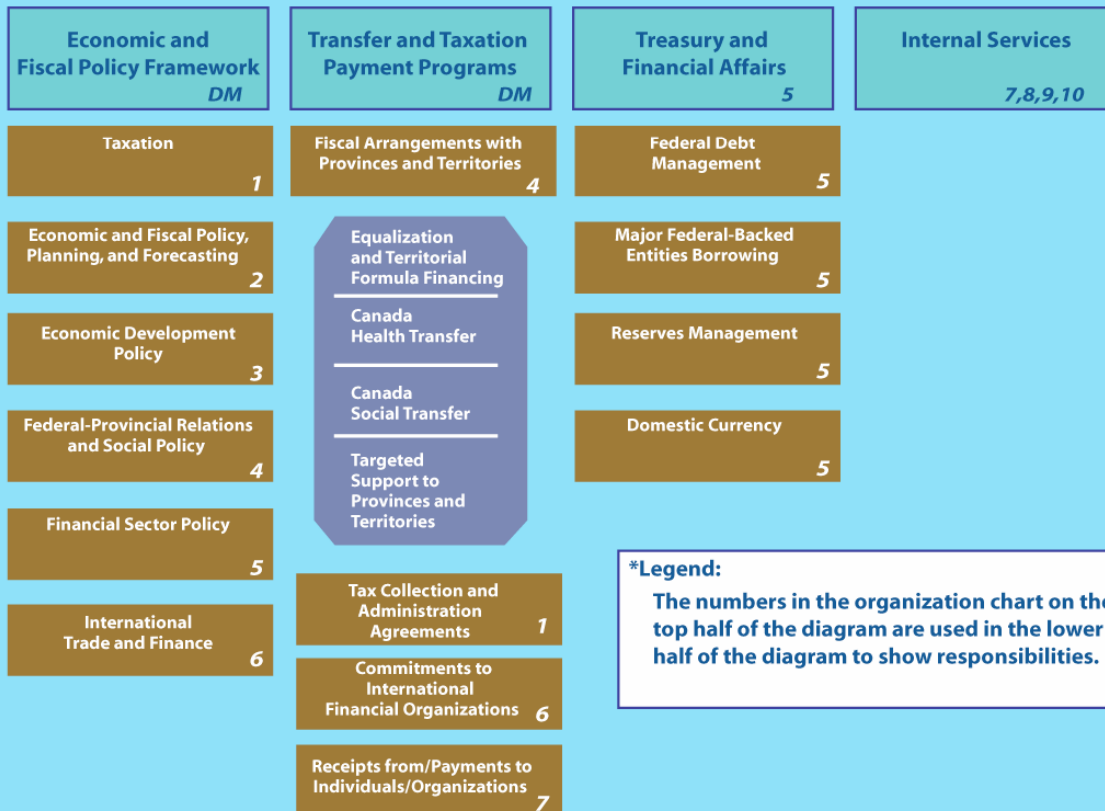 Economic and
Fiscal Policy Framework
DM
Transfer and Taxation
Payment Programs
DM
Treasury and
Financial Affairs
5
Internal Services
7,8,9,10
Taxation
1
Economic and Fiscal Policy,
Planning, and Forecasting
2
Economic Development
Policy
3
Federal-Provincial Relations
and Social Policy
4
Financial Sector Policy
5
International
Trade and Finance
6
Fiscal Arrangements with
Provinces and Territories
4
Equalization
and Territorial
Formula Financing
Canada
Health Transfer
Canada
Social Transfer
Targeted
Support to
Provinces and
Territories
Tax Collection and
Administration
Agreements
1
Commitments to
International
Financial Organizations
6
Receipts from/Payments to
Individuals/Organizations
7
Federal Debt
Management
5
Major Federal-Backed
Entities Borrowing
5
Reserves Management
5
Domestic Currency
5
*Legend:
The numbers in the organization chart on the
top half of the diagram are used in the lower
half of the diagram to show responsibilities.